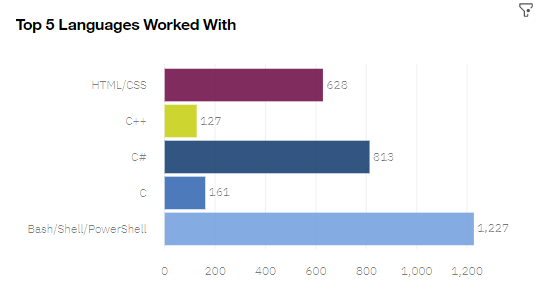 Top 5 Languages Worked With
HTML/CSS 628
C++ 127
C# 813
C 161
Bash/Shell/PowerShell 1,227
0 200 400 600 800 1,000 1,200